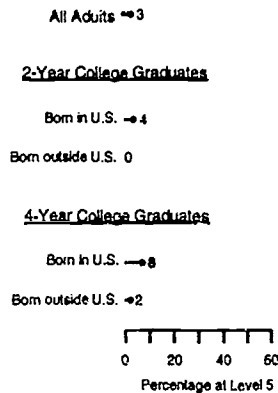 All Adults 3
2-Year College Graduates
Born in U.S. 4
Born outside U.S. 0
4-Year College Graduates
Born in U.S. 8
Born outside U.S. 2
0 20 40 60
Percentage at Level 5